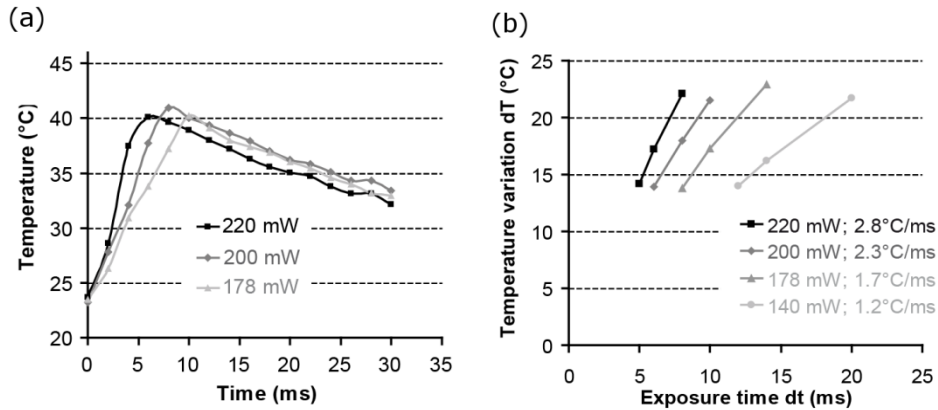 (a)
45
40
35
30
25
20
Temperature (°C)
220 mW
200 mW
178 mW
0 5 10 15 20 25 30 35
Time (ms)
(b)
25
20
15
10
5
0
Temperature variation dT (°C)
220 mW; 2.8°C/ms
200 mW; 2.3°C/ms
178 mW; 1.7°C/ms
140 mW; 1.2°C/ms
0 5 10 15 20 25
Exposure time dt (ms)